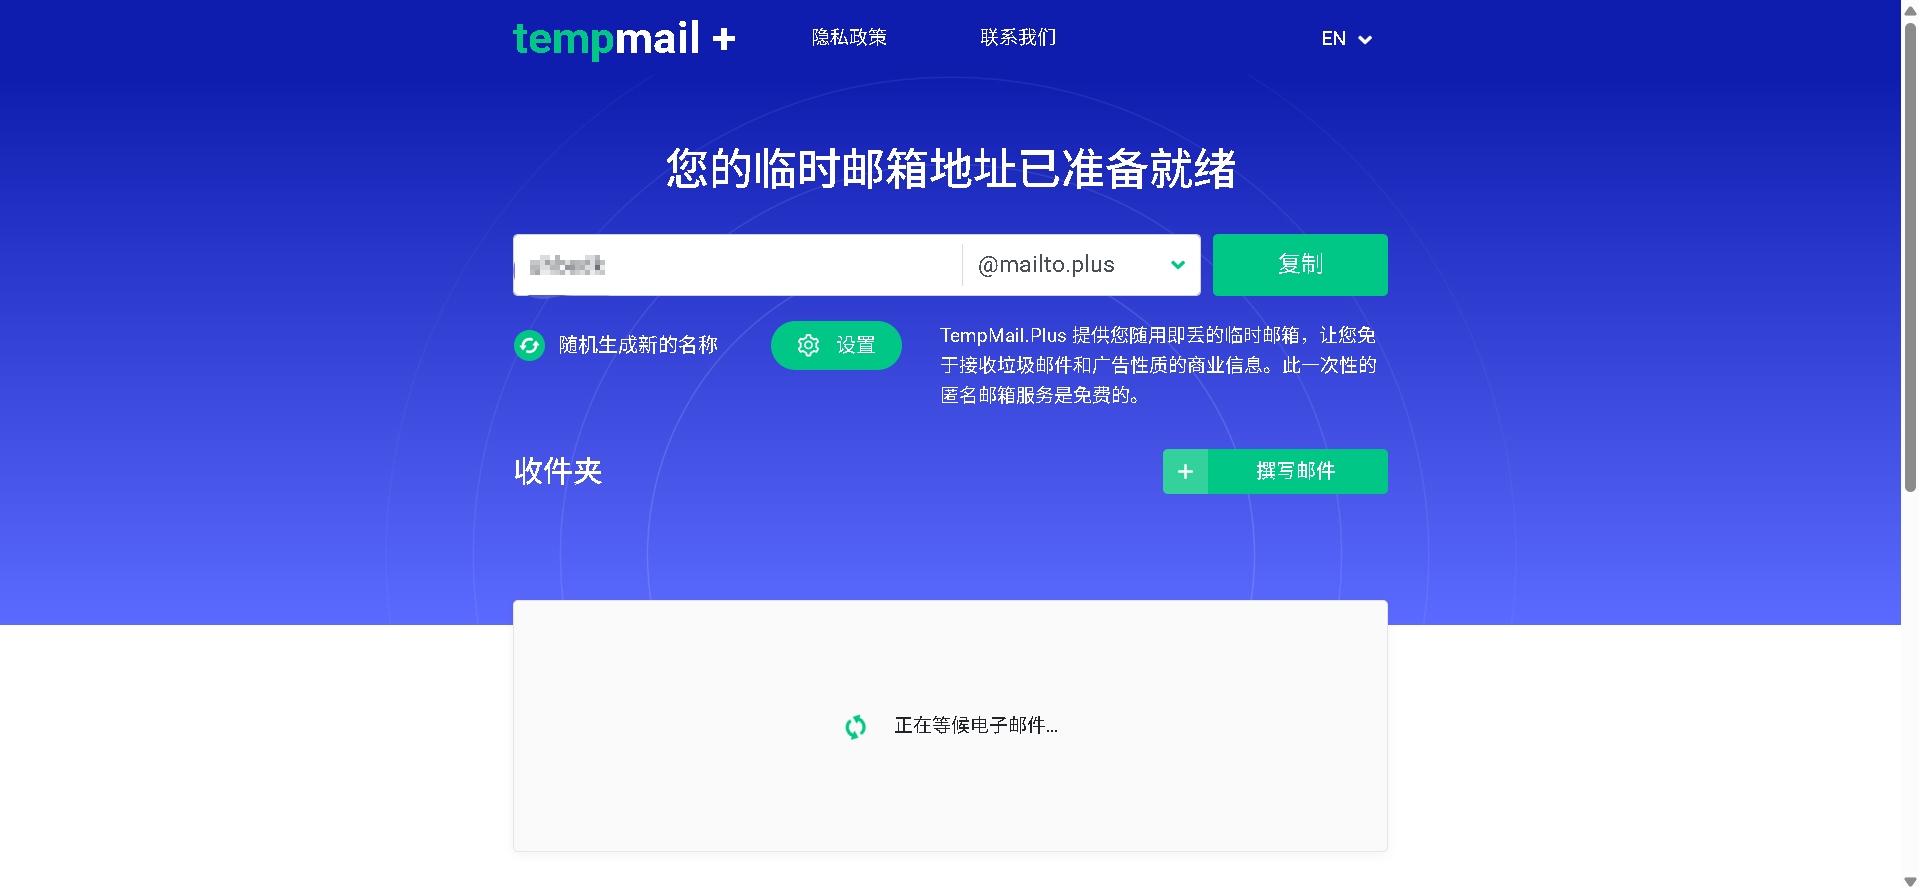 tempmail +
隐私政策
联系我们
EN
您的临时邮箱地址已准备就绪
@mailto.plus
复制
随机生成新的名称
设置
TempMail.Plus 提供您随用即丢的临时邮箱，让您免
于接收垃圾邮件和广告性质的商业信息。此一次性的
匿名邮箱服务是免费的。
收件夹
+ 撰写邮件
正在等候电子邮件...